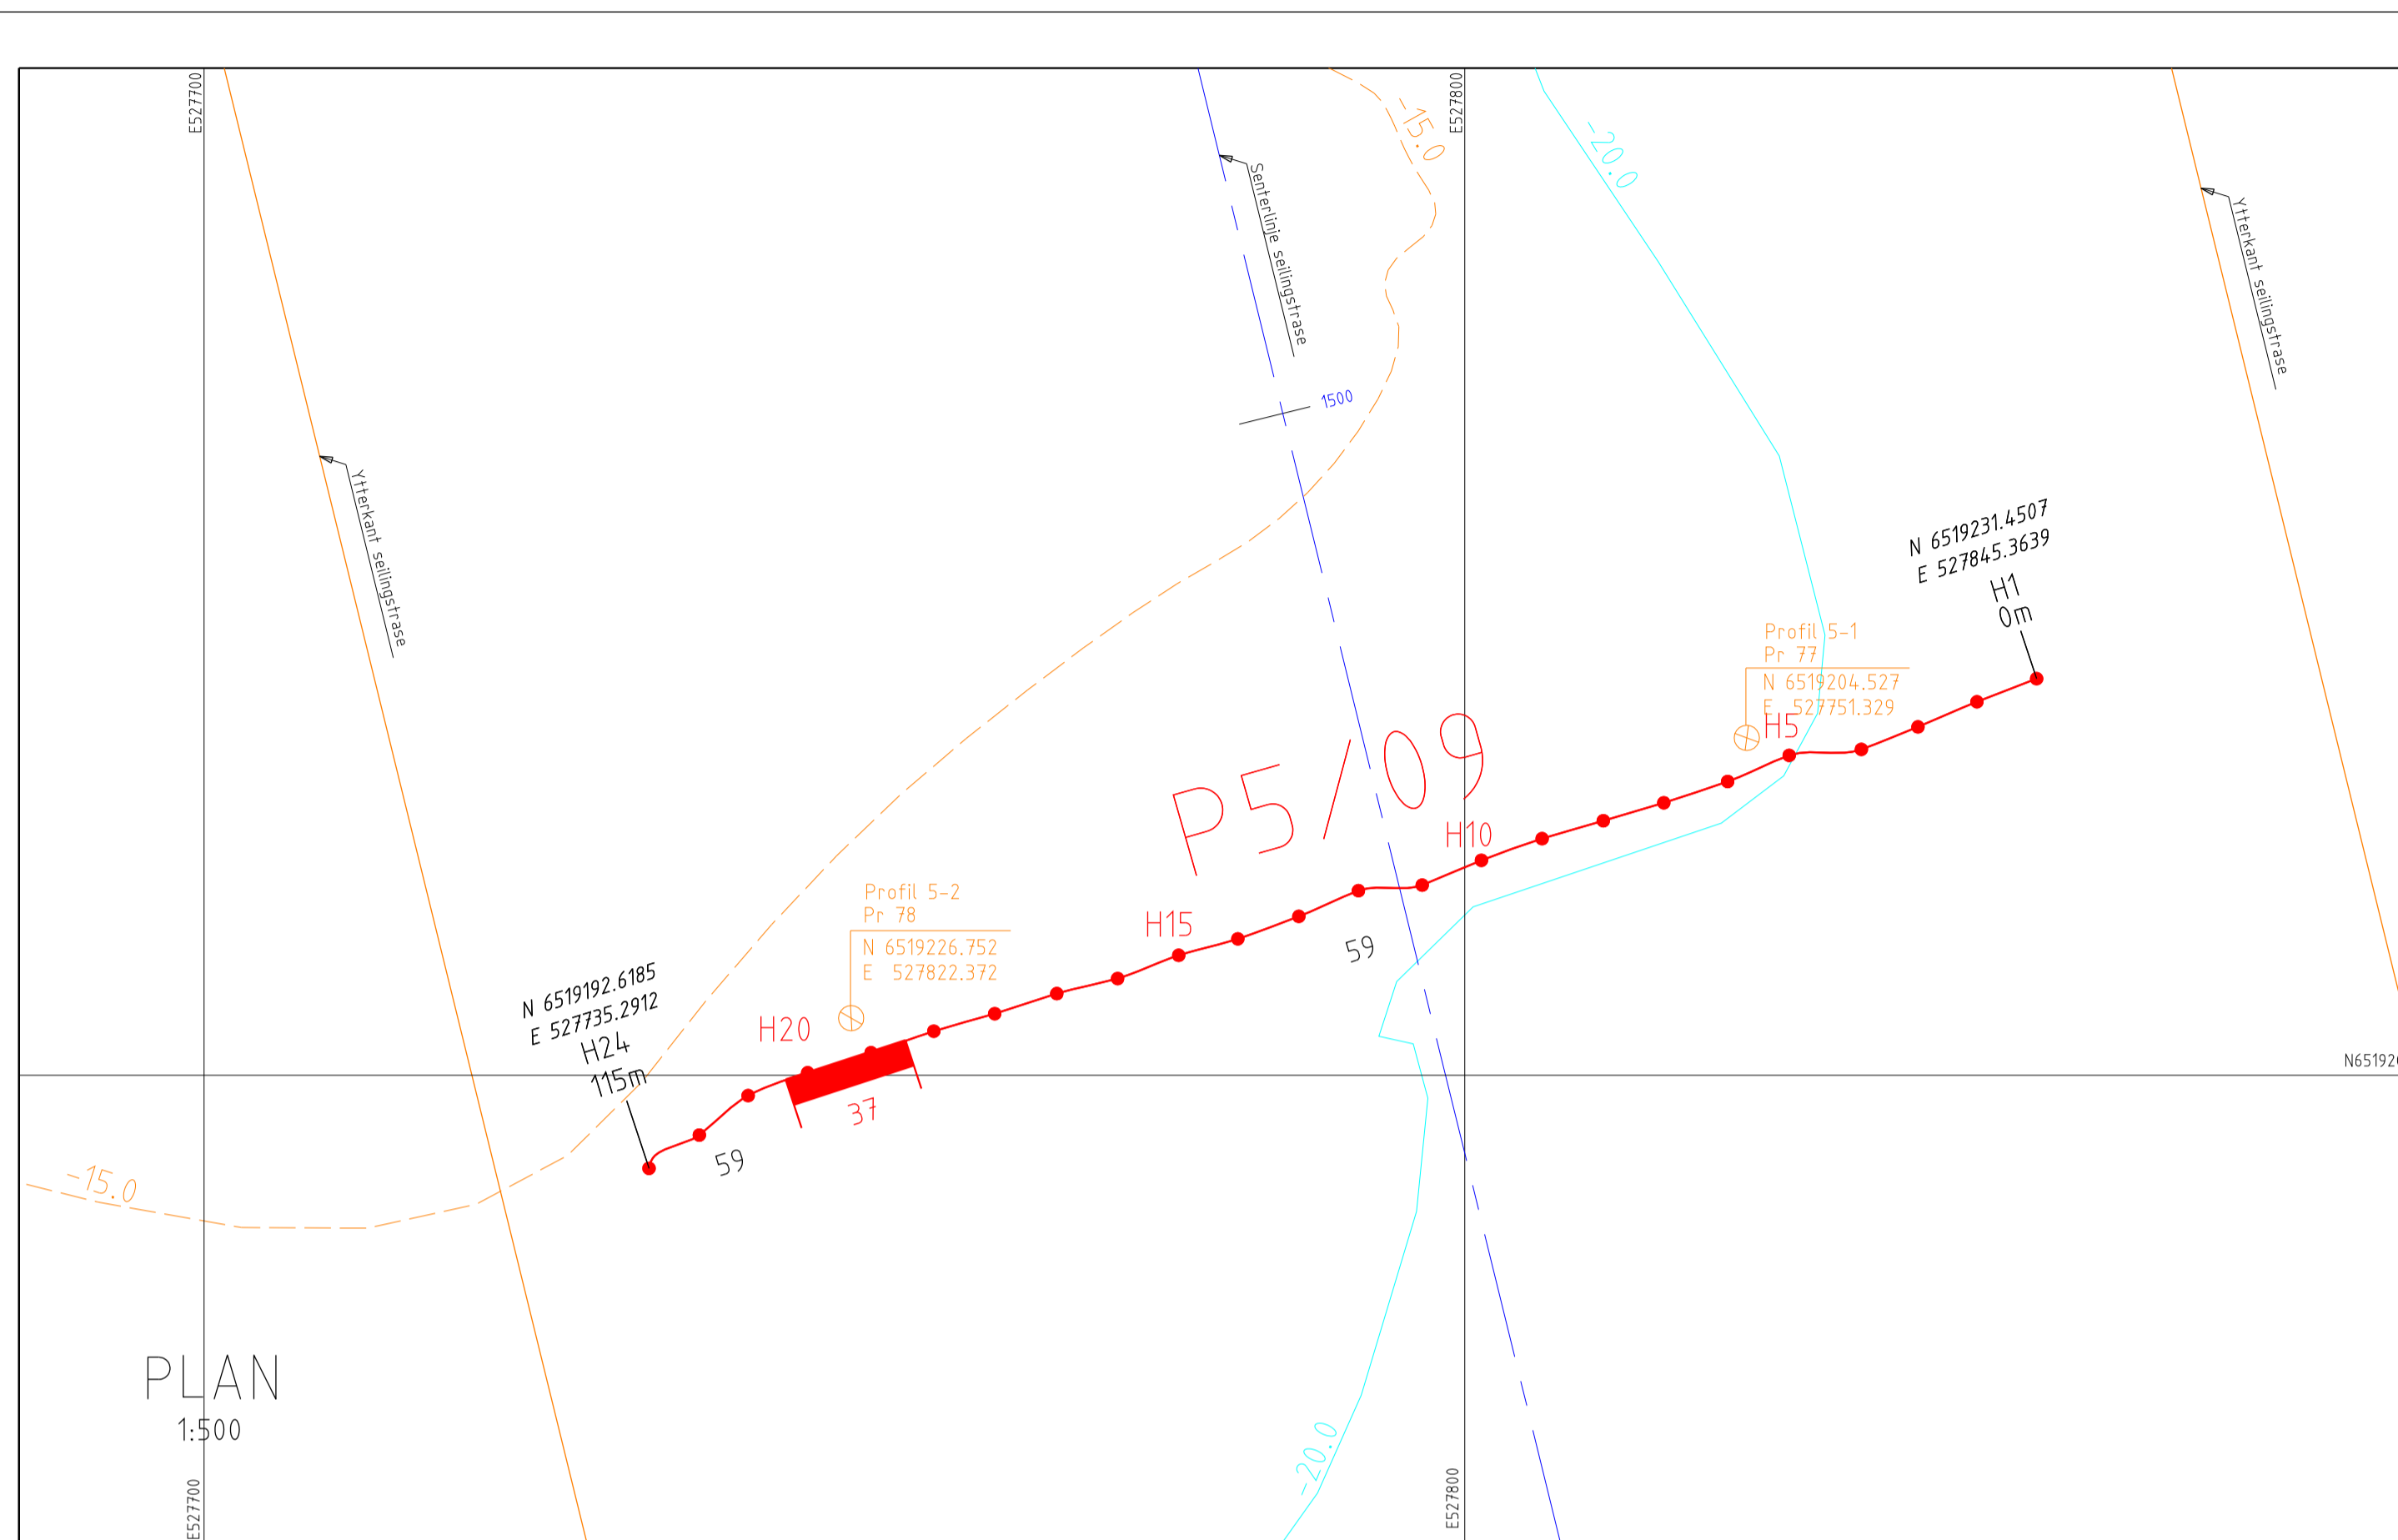 E527700
E527800
-15.0
-20.0
Senterlinje seilingstrase
Ytterkant seilingstrase
1500
Ytterkant seilingstrase
N 6519231.4507
E 527845.3639
H1
0m
Profil 5-1
Pr 77
N 6519204.527
E 527751.329
H5
P5/09
H10
Profil 5-2
Pr 78
N 6519226.752
E 527822.372
H15
59
N 6519192.6185
E 527735.2912
H24
115m
H20
37
59
-15.0
PLAN
1:500
-20.0
E527700
E527800